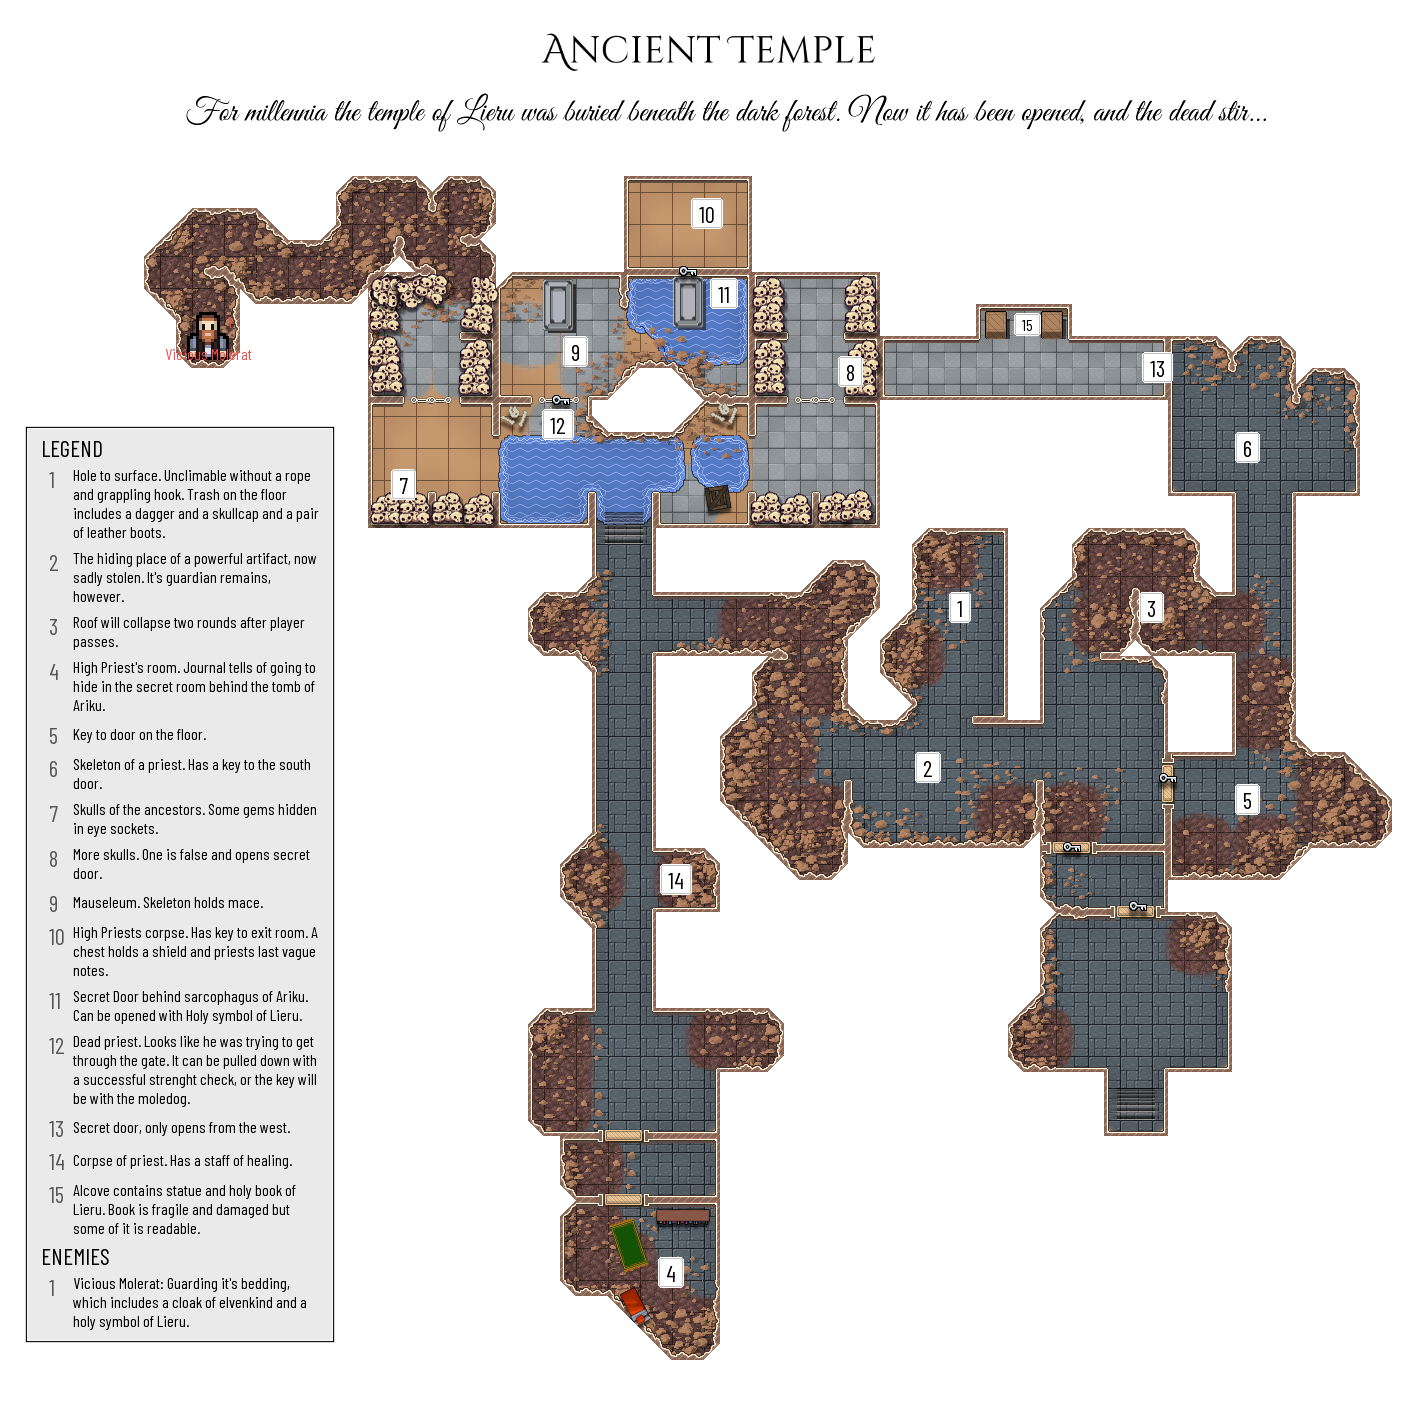 Ancient Temple
For millennia the temple of Lieru was buried beneath the dark forest. Now it has been opened, and the dead stir...
10
11
15
9
13
8
12
6
7
1
3
2
5
14
4
Vicious Molerat
LEGEND
1 Hole to surface. Unclimable without a rope
and grappling hook. Trash on the floor
includes a dagger and a skullcap and a pair
of leather boots.
2 The hiding place of a powerful artifact, now
sadly stolen. It's guardian remains,
however.
3 Roof will collapse two rounds after player
passes.
4 High Priest's room. Journal tells of going to
hide in the secret room behind the tomb of
Ariku.
5 Key to door on the floor.
6 Skeleton of a priest. Has a key to the south
door.
7 Skulls of the ancestors. Some gems hidden
in eye sockets.
8 More skulls. One is false and opens secret
door.
9 Mauseleum. Skeleton holds mace.
10 High Priests corpse. Has key to exit room. A
chest holds a shield and priests last vague
notes.
11 Secret Door behind sarcophagus of Ariku.
Can be opened with Holy symbol of Lieru.
12 Dead priest. Looks like he was trying to get
through the gate. It can be pulled down with
a successful strenght check, or the key will
be with the moledog.
13 Secret door, only opens from the west.
14 Corpse of priest. Has a staff of healing.
15 Alcove contains statue and holy book of
Lieru. Book is fragile and damaged but
some of it is readable.
ENEMIES
1 Vicious Molerat: Guarding it's bedding,
which includes a cloak of elvenkind and a
holy symbol of Lieru.